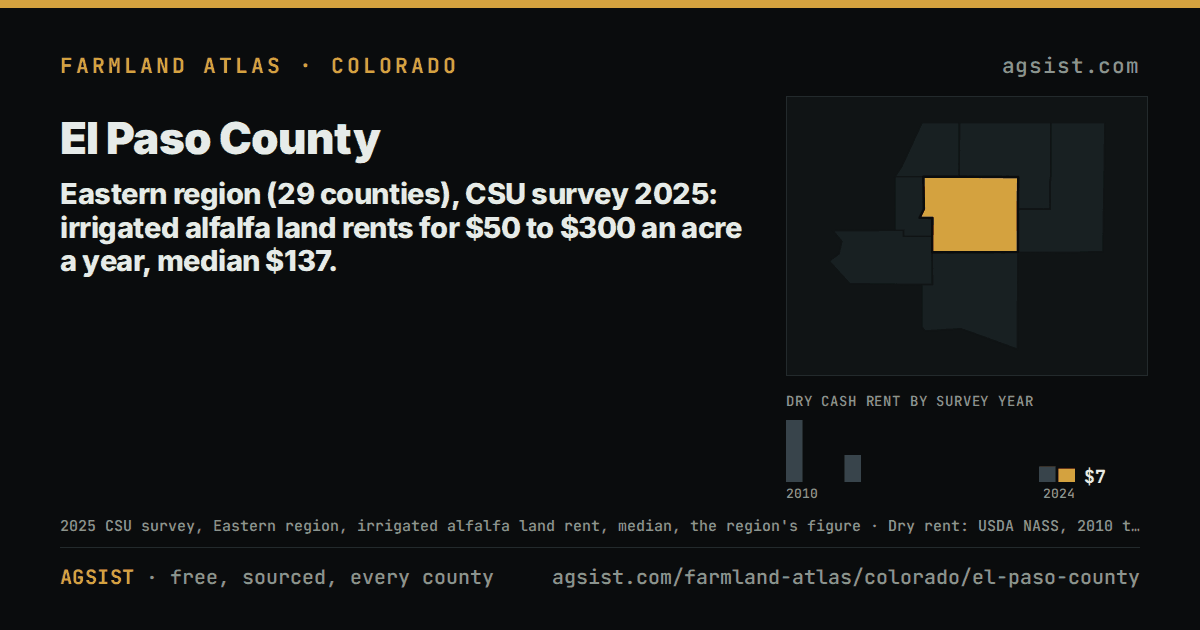 FARMLAND ATLAS · COLORADO
agsist.com
El Paso County
Eastern region (29 counties), CSU survey 2025:
irrigated alfalfa land rents for $50 to $300 an acre
a year, median $137.
DRY CASH RENT BY SURVEY YEAR
$7
2010
2024
2025 CSU survey, Eastern region, irrigated alfalfa land rent, median, the region's figure · Dry rent: USDA NASS, 2010 t…
AGSIST · free, sourced, every county
agsist.com/farmland-atlas/colorado/el-paso-county